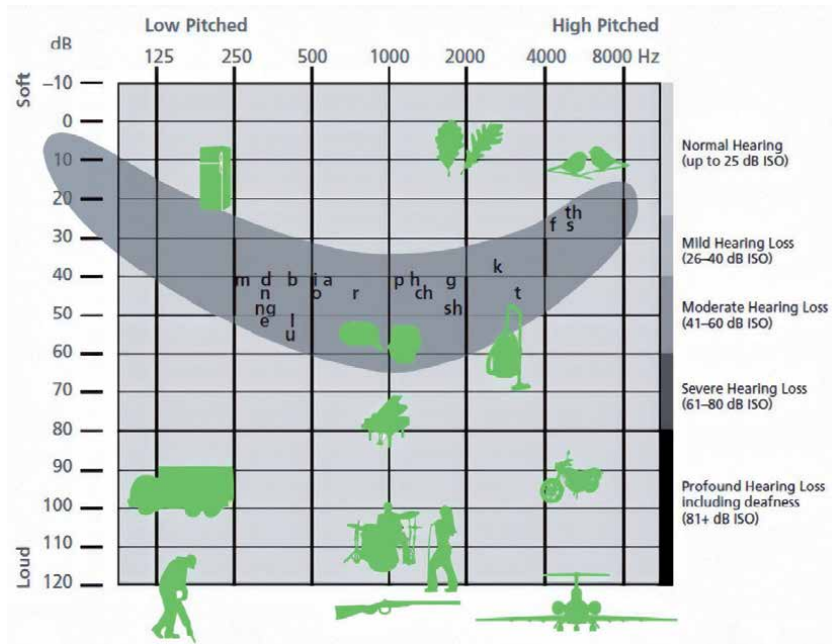 Low Pitched High Pitched
dB 125 250 500 1000 2000 4000 8000 Hz
Soft
−10
0
10
20
30
40
50
60
70
80
90
100
110
120
Loud
th
f s
k
m d b i a p h g
n o r ch t
ng sh
e l
u
Normal Hearing
(up to 25 dB ISO)
Mild Hearing Loss
(26–40 dB ISO)
Moderate Hearing Loss
(41–60 dB ISO)
Severe Hearing Loss
(61–80 dB ISO)
Profound Hearing Loss
including deafness
(81+ dB ISO)